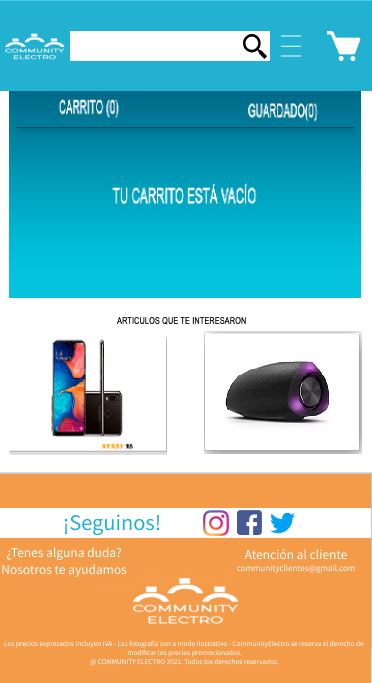 COMMUNITY
ELECTRO
CARRITO (0) GUARDADO(0)
TU CARRITO ESTÁ VACÍO
ARTICULOS QUE TE INTERESARON
¡Seguinos!
¿Tenes alguna duda?
Nosotros te ayudamos
Atención al cliente
communityclientes@gmail.com
COMMUNITY
ELECTRO
Los precios expresados incluyen IVA - Las fotografía son a modo ilustrativo - CommunityElectro se reserva el derecho de
modificar los precios promocionados.
@ COMMUNITY ELECTRO 2021. Todos los derechos reservados.